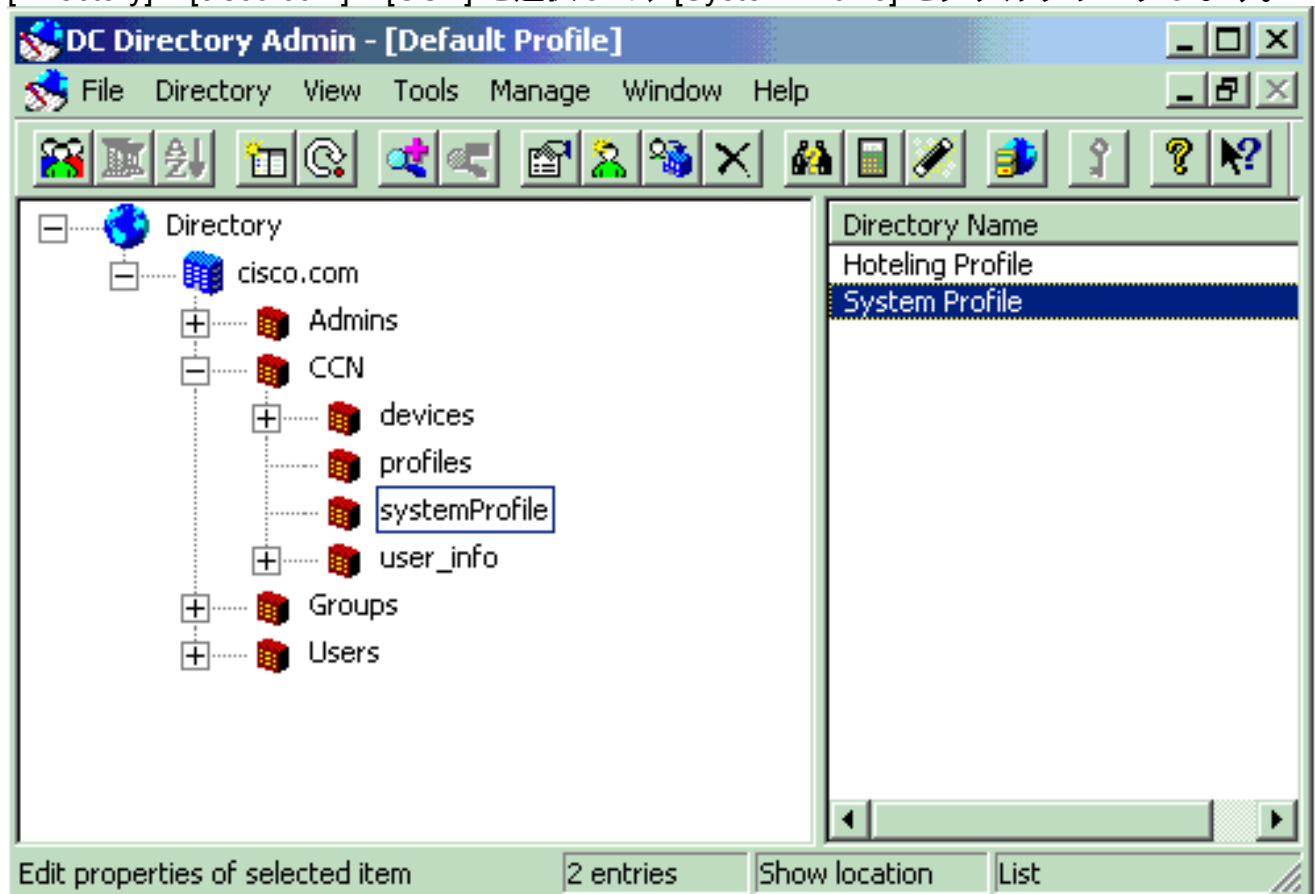 DC Directory Admin - [Default Profile]
File Directory View Tools Manage Window Help
Directory
cisco.com
Admins
CCN
devices
profiles
systemProfile
user_info
Groups
Users
Directory Name
Hoteling Profile
System Profile
Edit properties of selected item
2 entries
Show location
List